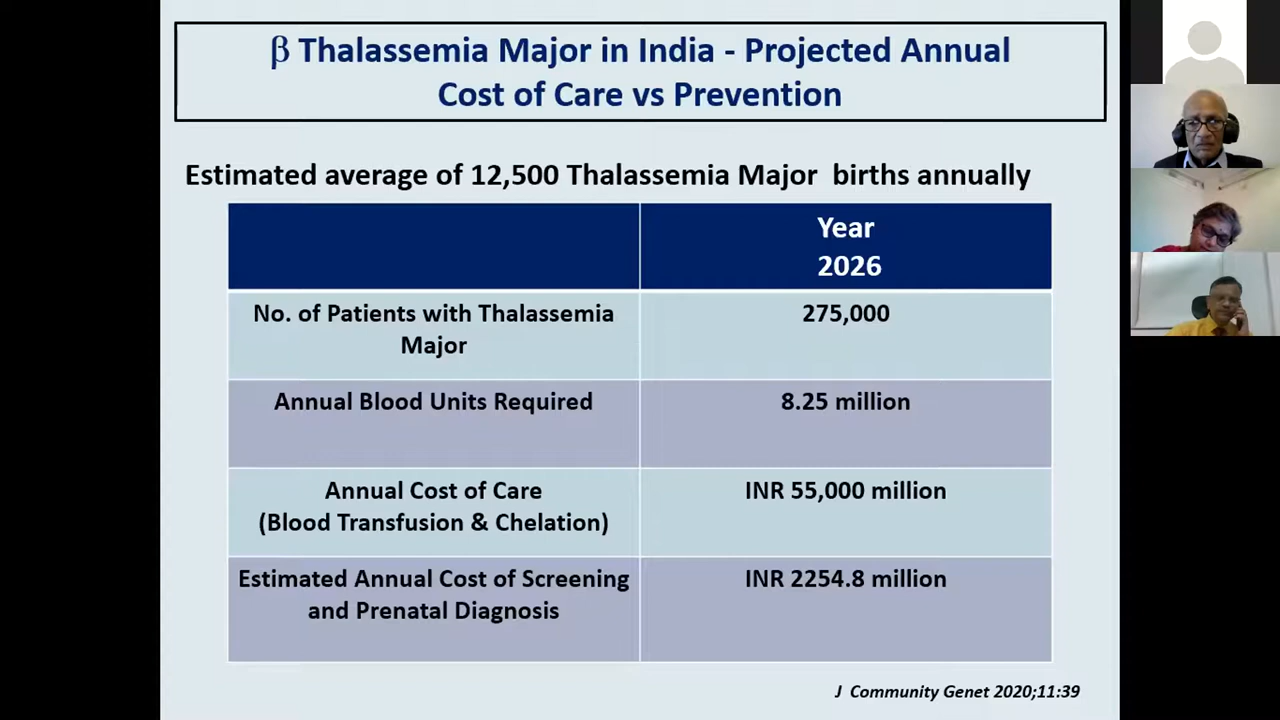 β Thalassemia Major in India - Projected Annual
Cost of Care vs Prevention
Estimated average of 12,500 Thalassemia Major births annually
Year
2026
No. of Patients with Thalassemia
Major
275,000
Annual Blood Units Required
8.25 million
Annual Cost of Care
(Blood Transfusion & Chelation)
INR 55,000 million
Estimated Annual Cost of Screening
and Prenatal Diagnosis
INR 2254.8 million
J Community Genet 2020;11:39